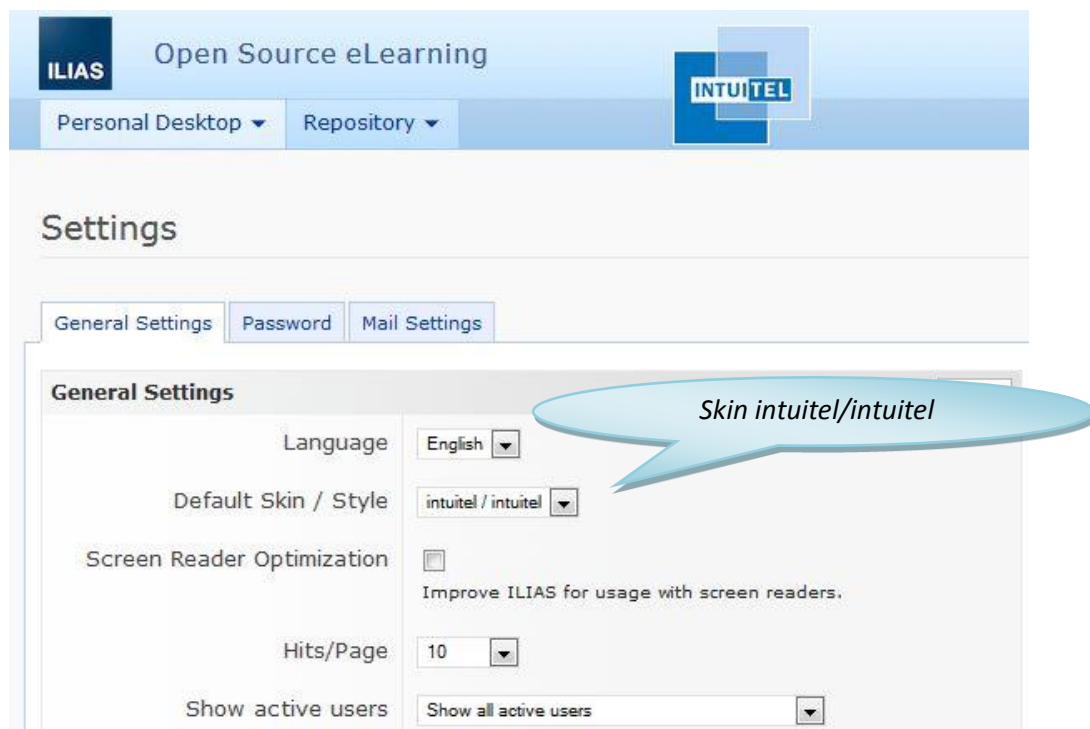 Open Source eLearning
ILIAS
INTUITEL
Personal Desktop Repository
Settings
General Settings Password Mail Settings
General Settings
Skin intuitel/intuitel
Language English
Default Skin / Style intuitel / intuitel
Screen Reader Optimization
Improve ILIAS for usage with screen readers.
Hits/Page 10
Show active users Show all active users